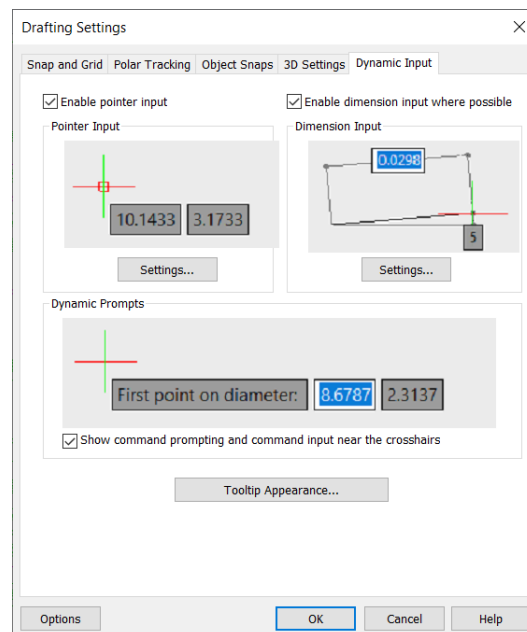 Drafting Settings
Snap and Grid Polar Tracking Object Snaps 3D Settings Dynamic Input
Enable pointer input
Enable dimension input where possible
Pointer Input
Dimension Input
10.1433 3.1733
0.0298
5
Settings...
Settings...
Dynamic Prompts
First point on diameter: 8.6787 2.3137
Show command prompting and command input near the crosshairs
Tooltip Appearance...
Options OK Cancel Help